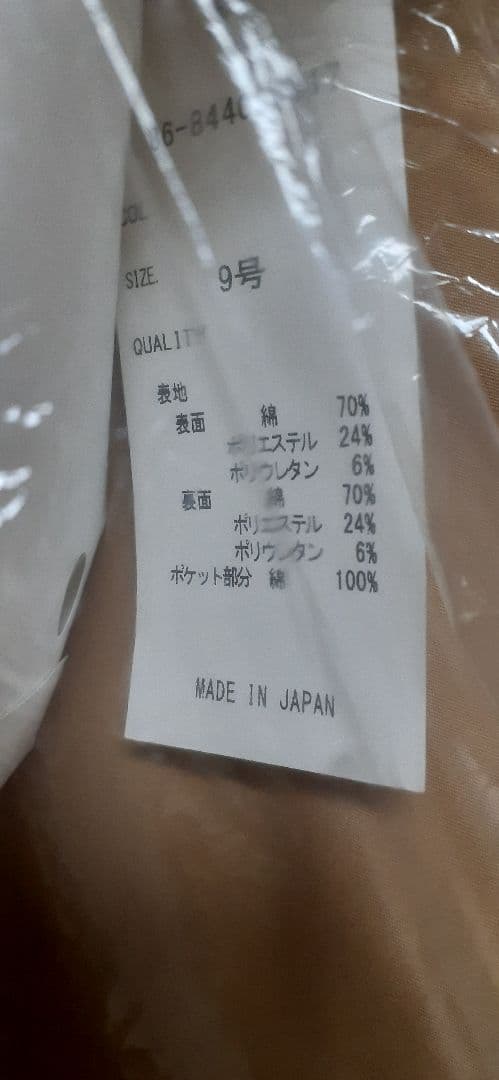 SIZE. 9号
QUALITY
表地
表面 綿 70%
ポリエステル 24%
ポリウレタン 6%
裏面 綿 70%
ポリエステル 24%
ポリウレタン 6%
ポケット部分 綿 100%
MADE IN JAPAN